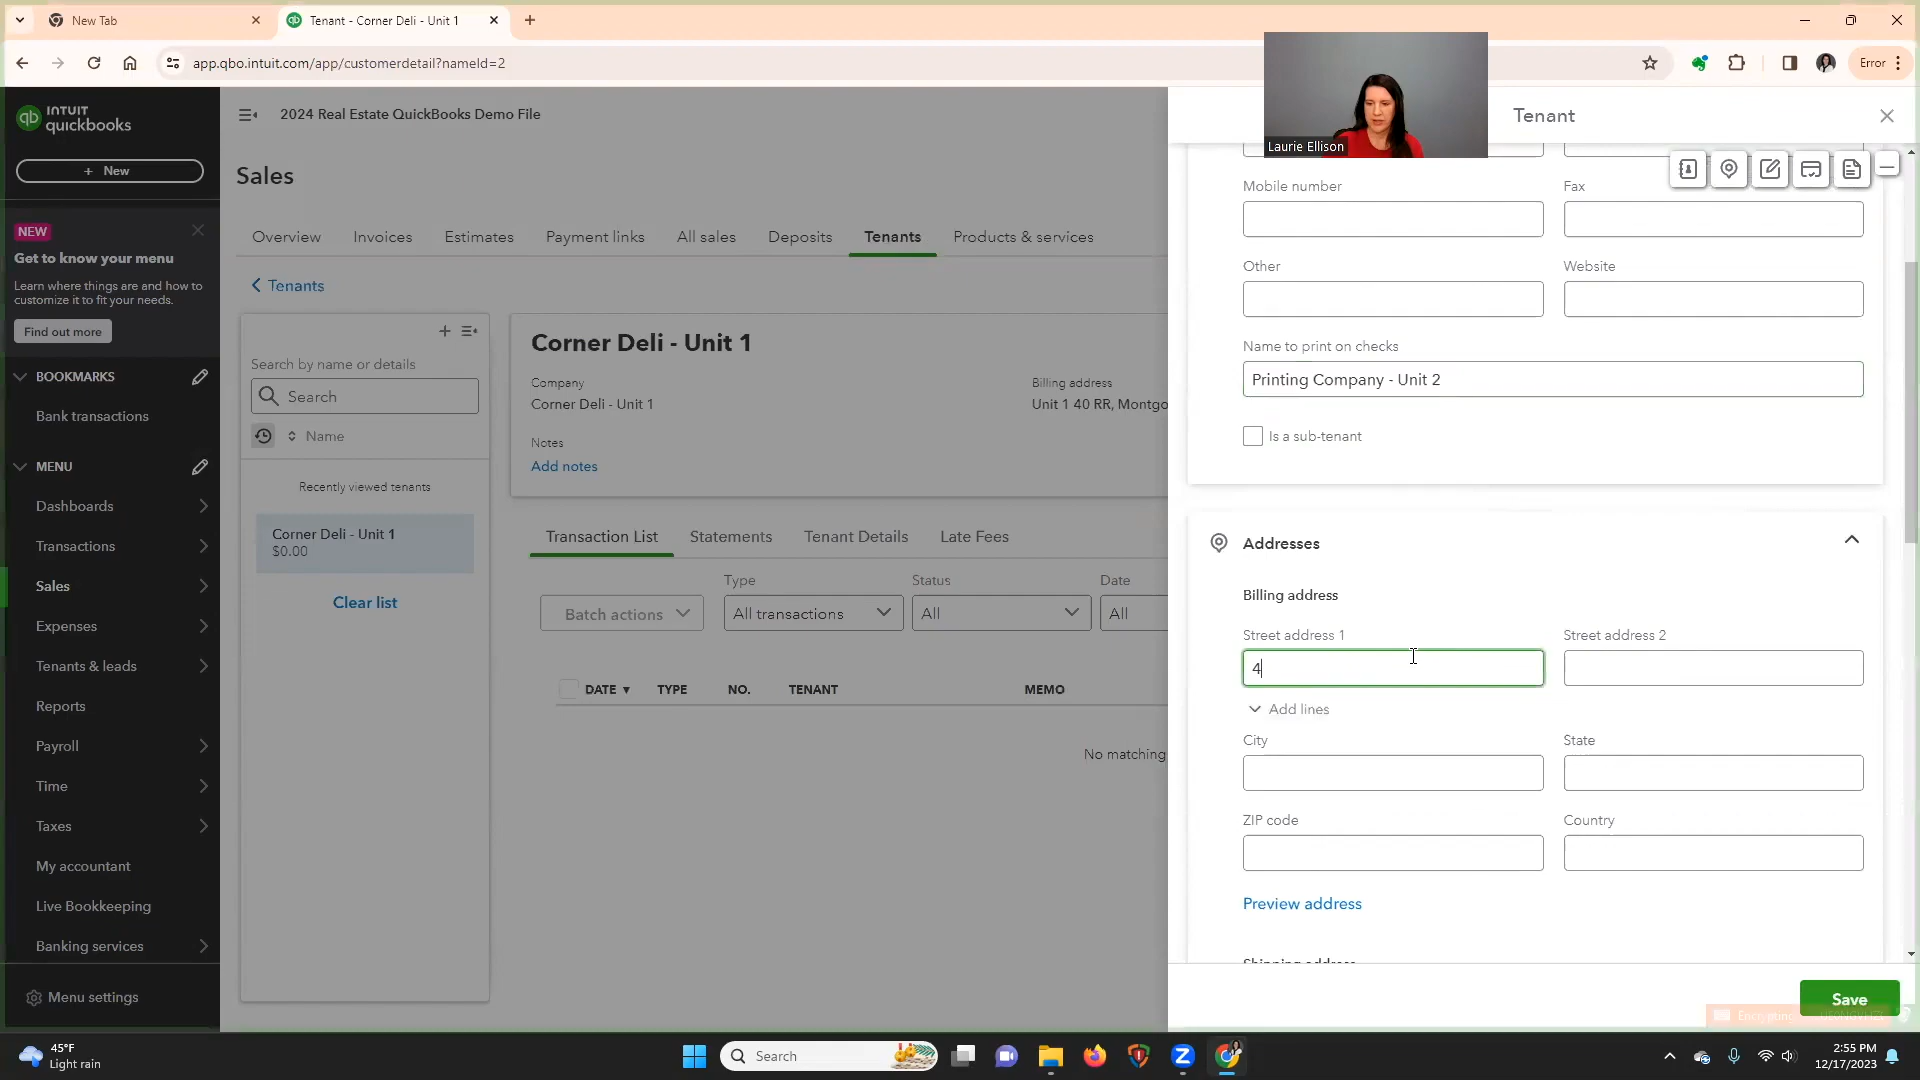 New Tab
Tenant - Corner Deli - Unit 1
app.qbo.intuit.com/app/customerdetail?nameId=2
Error
INTUIT
quickbooks
2024 Real Estate QuickBooks Demo File
Laurie Ellison
Tenant
+ New
Sales
NEW
Get to know your menu
Learn where things are and how to
customize it to fit your needs.
Find out more
Overview
Invoices
Estimates
Payment links
All sales
Deposits
Tenants
Products & services
Tenants
Search by name or details
Search
Name
Recently viewed tenants
Corner Deli - Unit 1
$0.00
Clear list
Corner Deli - Unit 1
Company
Corner Deli - Unit 1
Billing address
Unit 1 40 RR, Montgo
Notes
Add notes
Transaction List
Statements
Tenant Details
Late Fees
Type
Status
Date
Batch actions
All transactions
All
All
DATE
TYPE
NO.
TENANT
MEMO
No matching
BOOKMARKS
Bank transactions
MENU
Dashboards
Transactions
Sales
Expenses
Tenants & leads
Reports
Payroll
Time
Taxes
My accountant
Live Bookkeeping
Banking services
Menu settings
Mobile number
Fax
Other
Website
Name to print on checks
Printing Company - Unit 2
Is a sub-tenant
Addresses
Billing address
Street address 1
Street address 2
4
Add lines
City
State
ZIP code
Country
Preview address
Shipping address
Save
45°F
Light rain
Search
2:55 PM
12/17/2023